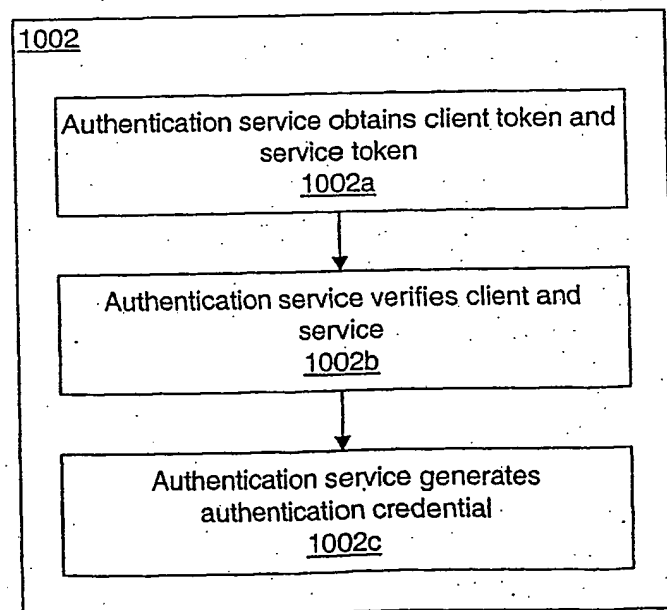 1002
Authentication service obtains client token and
service token
1002a
Authentication service verifies client and
service
1002b
Authentication service generates
authentication credential
1002c